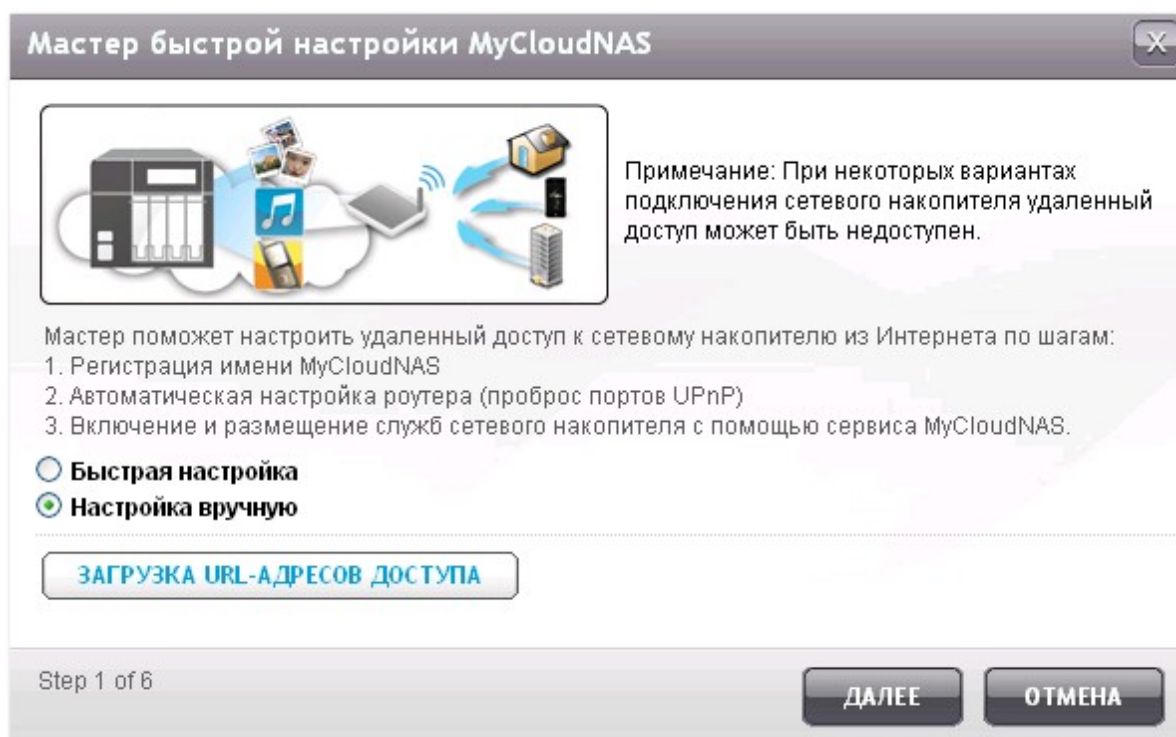 Мастер быстрой настройки MyCloudNAS
Примечание: При некоторых вариантах
подключения сетевого накопителя удаленный
доступ может быть недоступен.
Мастер поможет настроить удаленный доступ к сетевому накопителю из Интернета по шагам:
1. Регистрация имени MyCloudNAS
2. Автоматическая настройка роутера (проброс портов UPnP)
3. Включение и размещение служб сетевого накопителя с помощью сервиса MyCloudNAS.
Быстрая настройка
Настройка вручную
ЗАГРУЗКА URL-АДРЕСОВ ДОСТУПА
Step 1 of 6
ДАЛЕЕ
ОТМЕНА